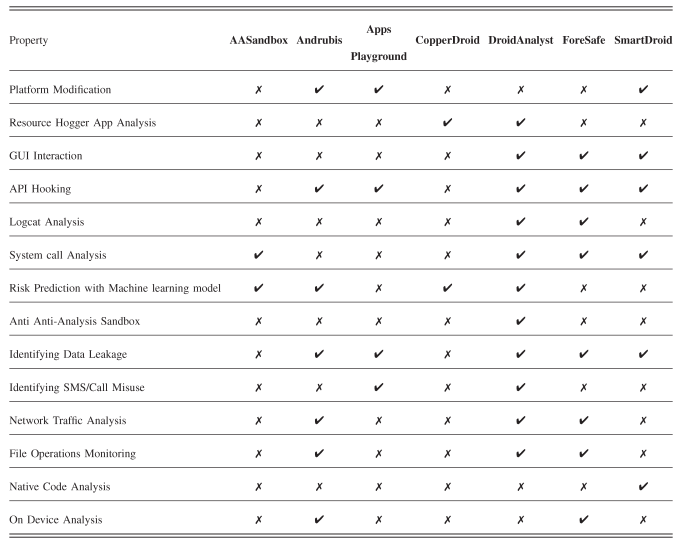 Property AASandbox Andrubis Apps Playground CopperDroid DroidAnalyst ForeSafe SmartDroid
Platform Modification ✗ ✔ ✔ ✗ ✗ ✗ ✔
Resource Hogger App Analysis ✗ ✗ ✗ ✔ ✔ ✗ ✗
GUI Interaction ✗ ✗ ✗ ✗ ✔ ✔ ✔
API Hooking ✗ ✔ ✔ ✗ ✔ ✔ ✔
Logcat Analysis ✗ ✗ ✗ ✗ ✔ ✔ ✗
System call Analysis ✔ ✗ ✗ ✗ ✔ ✔ ✔
Risk Prediction with Machine learning model ✔ ✔ ✗ ✔ ✔ ✗ ✗
Anti Anti-Analysis Sandbox ✗ ✗ ✗ ✗ ✔ ✗ ✗
Identifying Data Leakage ✗ ✔ ✔ ✗ ✔ ✔ ✔
Identifying SMS/Call Misuse ✗ ✗ ✔ ✗ ✔ ✗ ✗
Network Traffic Analysis ✗ ✔ ✗ ✗ ✔ ✔ ✗
File Operations Monitoring ✗ ✔ ✗ ✗ ✔ ✔ ✗
Native Code Analysis ✗ ✗ ✗ ✗ ✗ ✗ ✔
On Device Analysis ✗ ✔ ✗ ✗ ✗ ✔ ✗